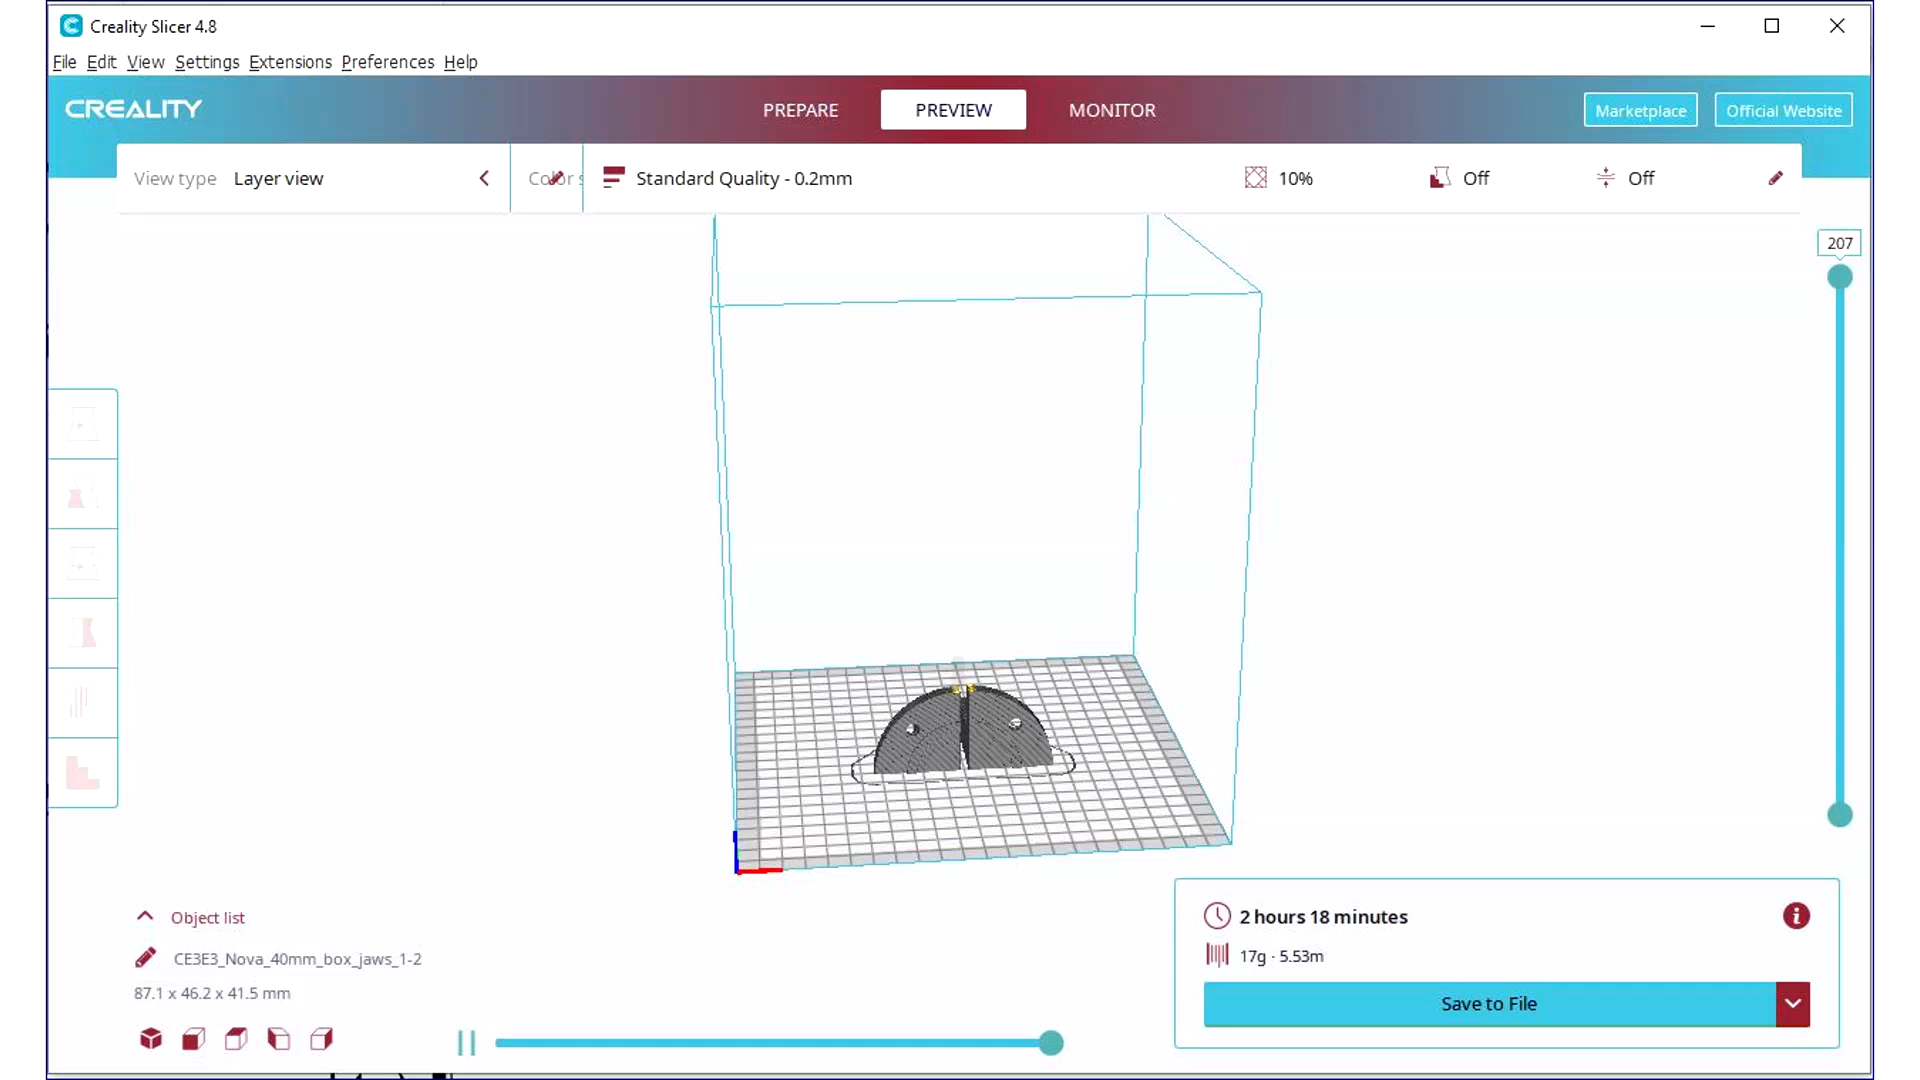 Creality Slicer 4.8
File Edit View Settings Extensions Preferences Help
CREALITY
PREPARE PREVIEW MONITOR
Marketplace Official Website
View type Layer view
Color s
Standard Quality - 0.2mm
10%
Off
Off
207
Object list
CE3E3_Nova_40mm_box_jaws_1-2
87.1 x 46.2 x 41.5 mm
2 hours 18 minutes
17g · 5.53m
Save to File